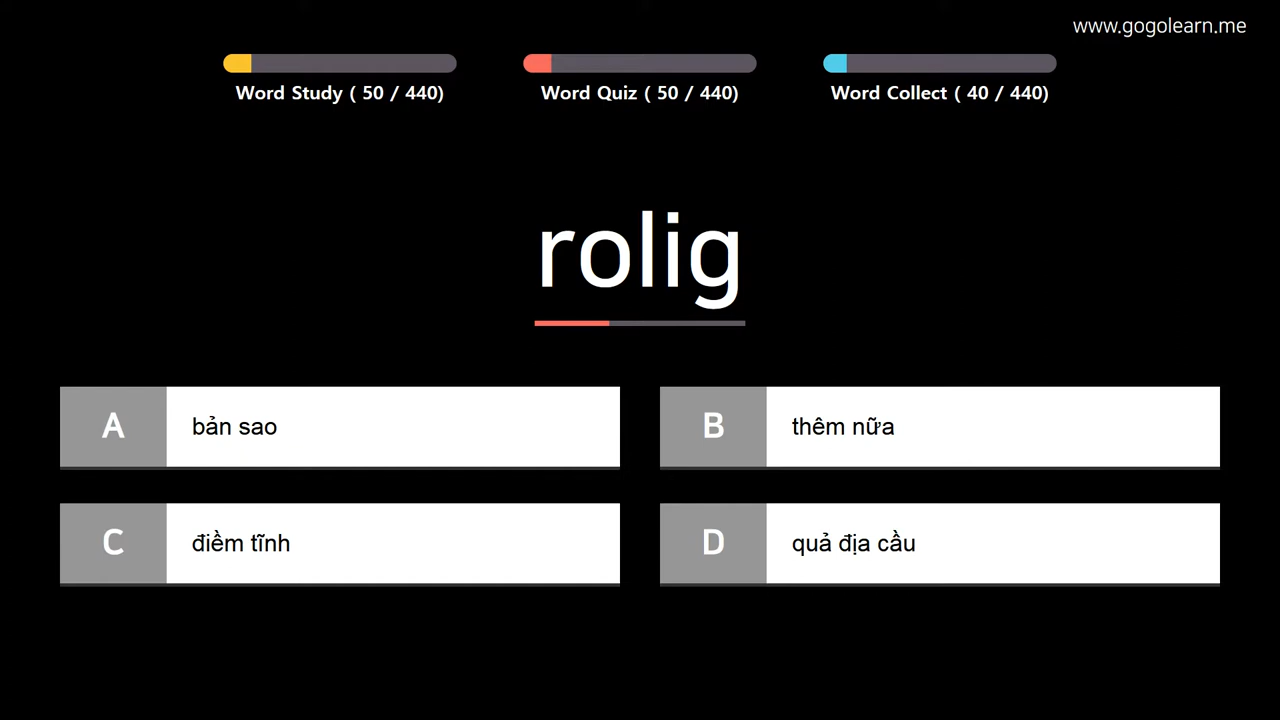 www.gogolearn.me
Word Study ( 50 / 440)
Word Quiz ( 50 / 440)
Word Collect ( 40 / 440)
rolig
A bản sao
B thêm nữa
C điềm tĩnh
D quả địa cầu